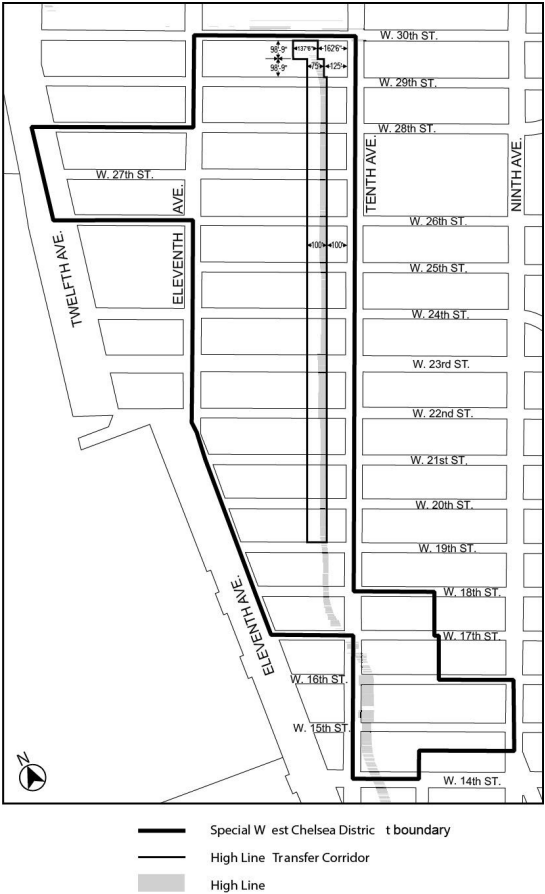 W. 30th ST.
98'-9"
137'6"
162'6"
98'-9"
75'
125'
W. 29th ST.
W. 28th ST.
TENTH AVE.
NINTH AVE.
W. 27th ST.
ELEVENTH AVE.
W. 26th ST.
TWELFTH AVE.
100'
100'
W. 25th ST.
W. 24th ST.
W. 23rd ST.
W. 22nd ST.
W. 21st ST.
W. 20th ST.
W. 19th ST.
W. 18th ST.
ELEVENTH AVE.
W. 17th ST.
W. 16th ST.
W. 15th ST.
N
W. 14th ST.
Special W est Chelsea Distric t boundary
High Line Transfer Corridor
High Line